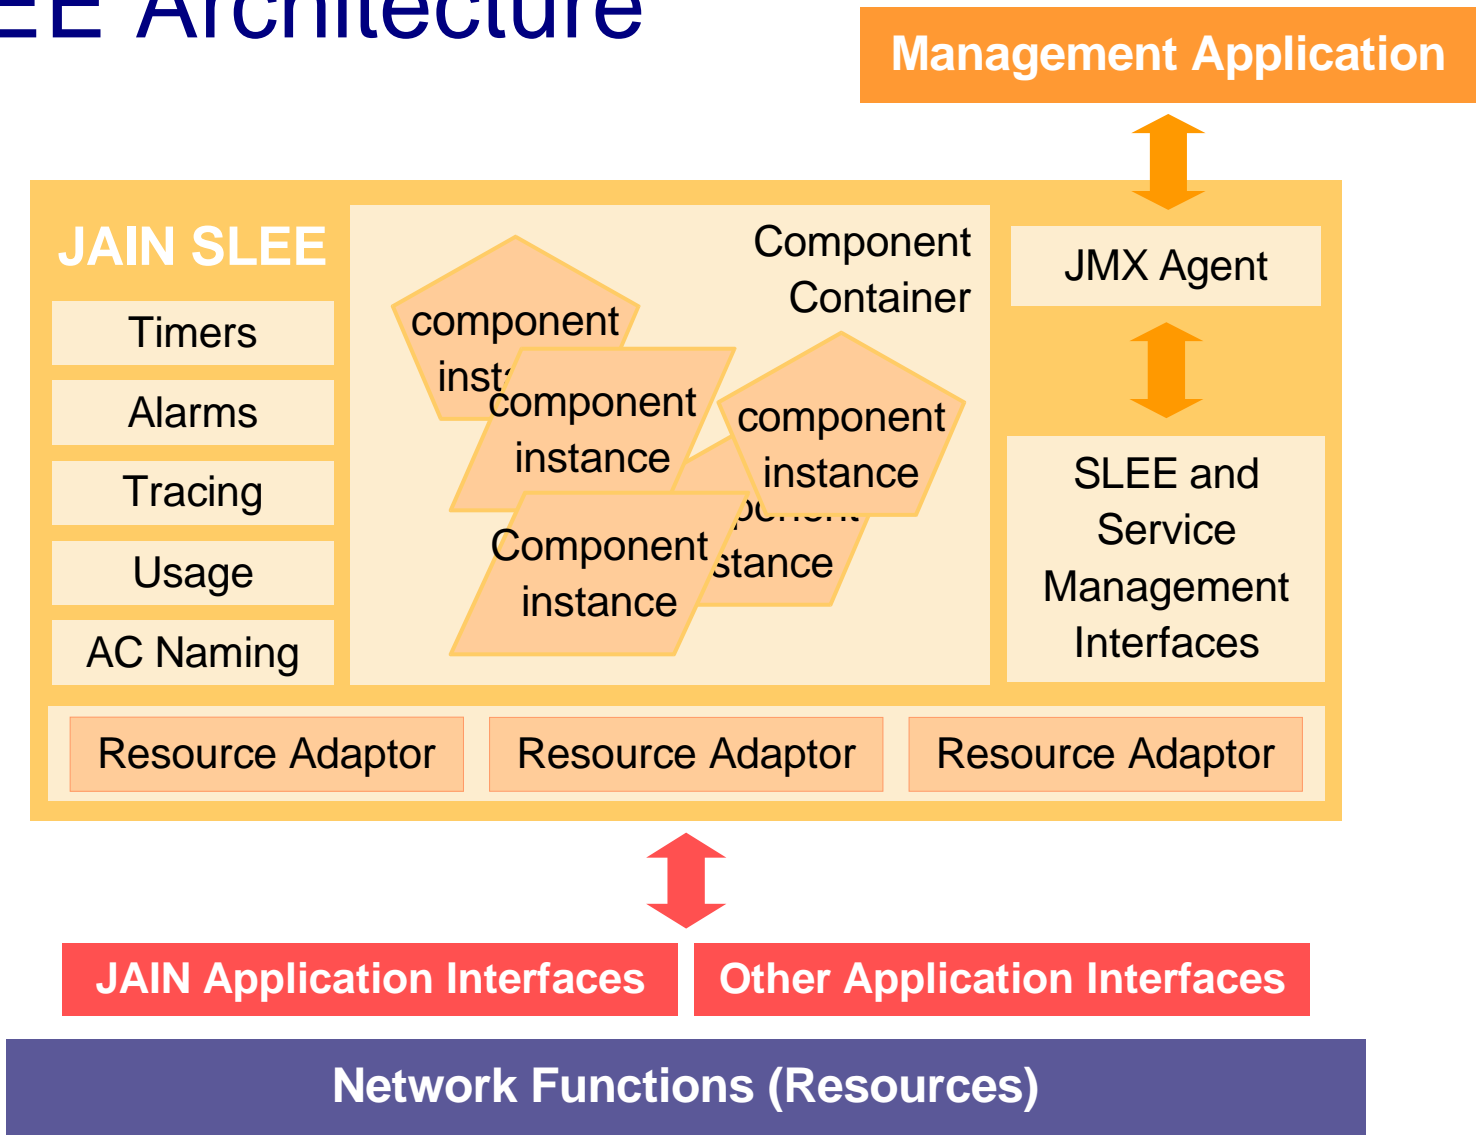 Architecture
Management Application
JAIN SLEE
Timers
Alarms
Tracing
Usage
AC Naming
Component
Container
component
component
instance
component
instance
Component
instance
JMX Agent
SLEE and
Service
Management
Interfaces
Resource Adaptor
Resource Adaptor
Resource Adaptor
JAIN Application Interfaces
Other Application Interfaces
Network Functions (Resources)